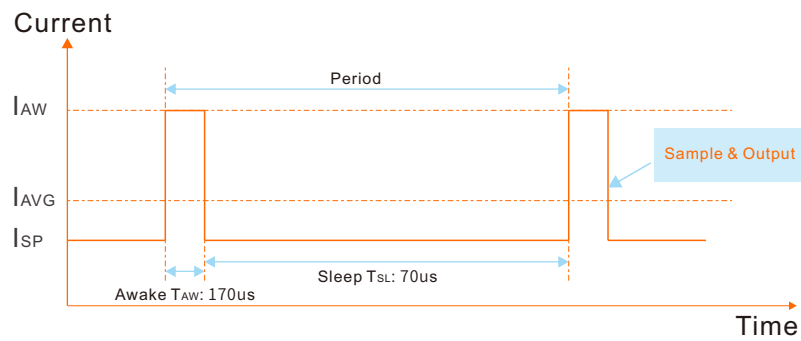 Current
Period
IAW
Sample & Output
IAVG
ISP
Sleep TSL: 70us
Awake TAW: 170us
Time